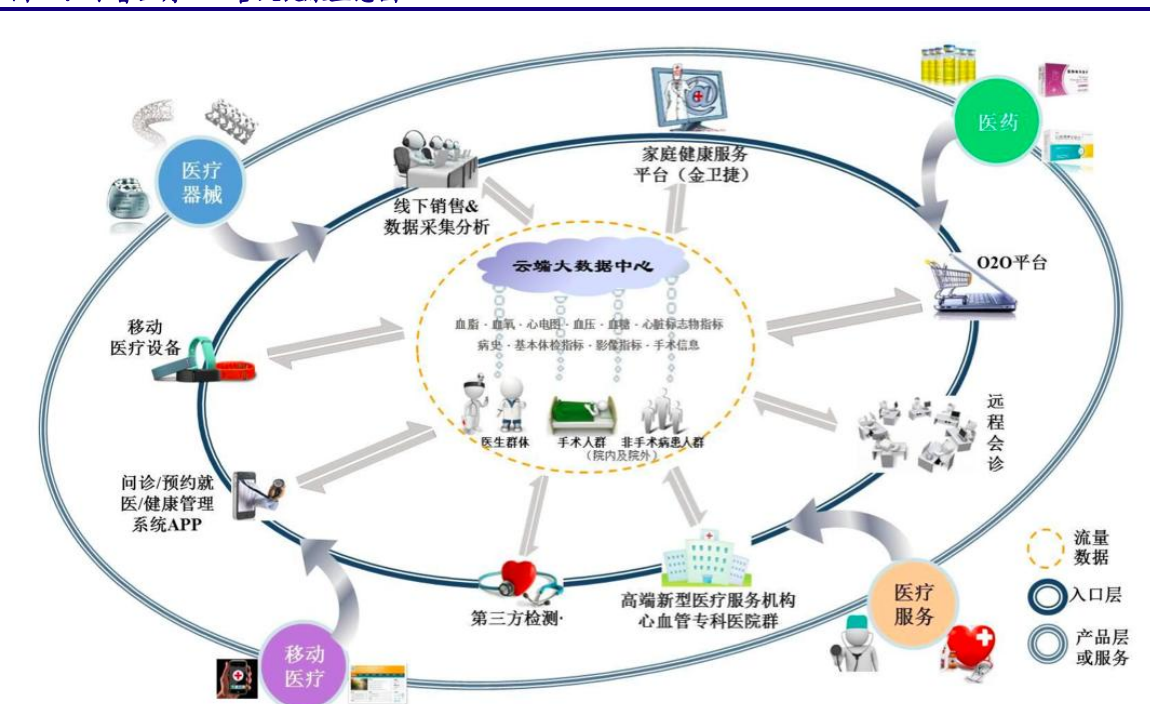 医药
医疗
器械
家庭健康服务
平台（金卫捷）
线下销售&
数据采集分析
云端大数据中心
O2O平台
血脂·血氧·心电图·血压·血糖·心脏标志物指标
病史·基本体检指标·影像指标·手术信息
移动
医疗设备
远
程
会
诊
医生群体
手术人群
非手术病患人群
（院内及院外）
问诊/预约就
医/健康管理
系统APP
流量
数据
医疗
服务
入口层
高端新型医疗服务机构
心血管专科医院群
第三方检测·
产品层
或服务
移动
医疗